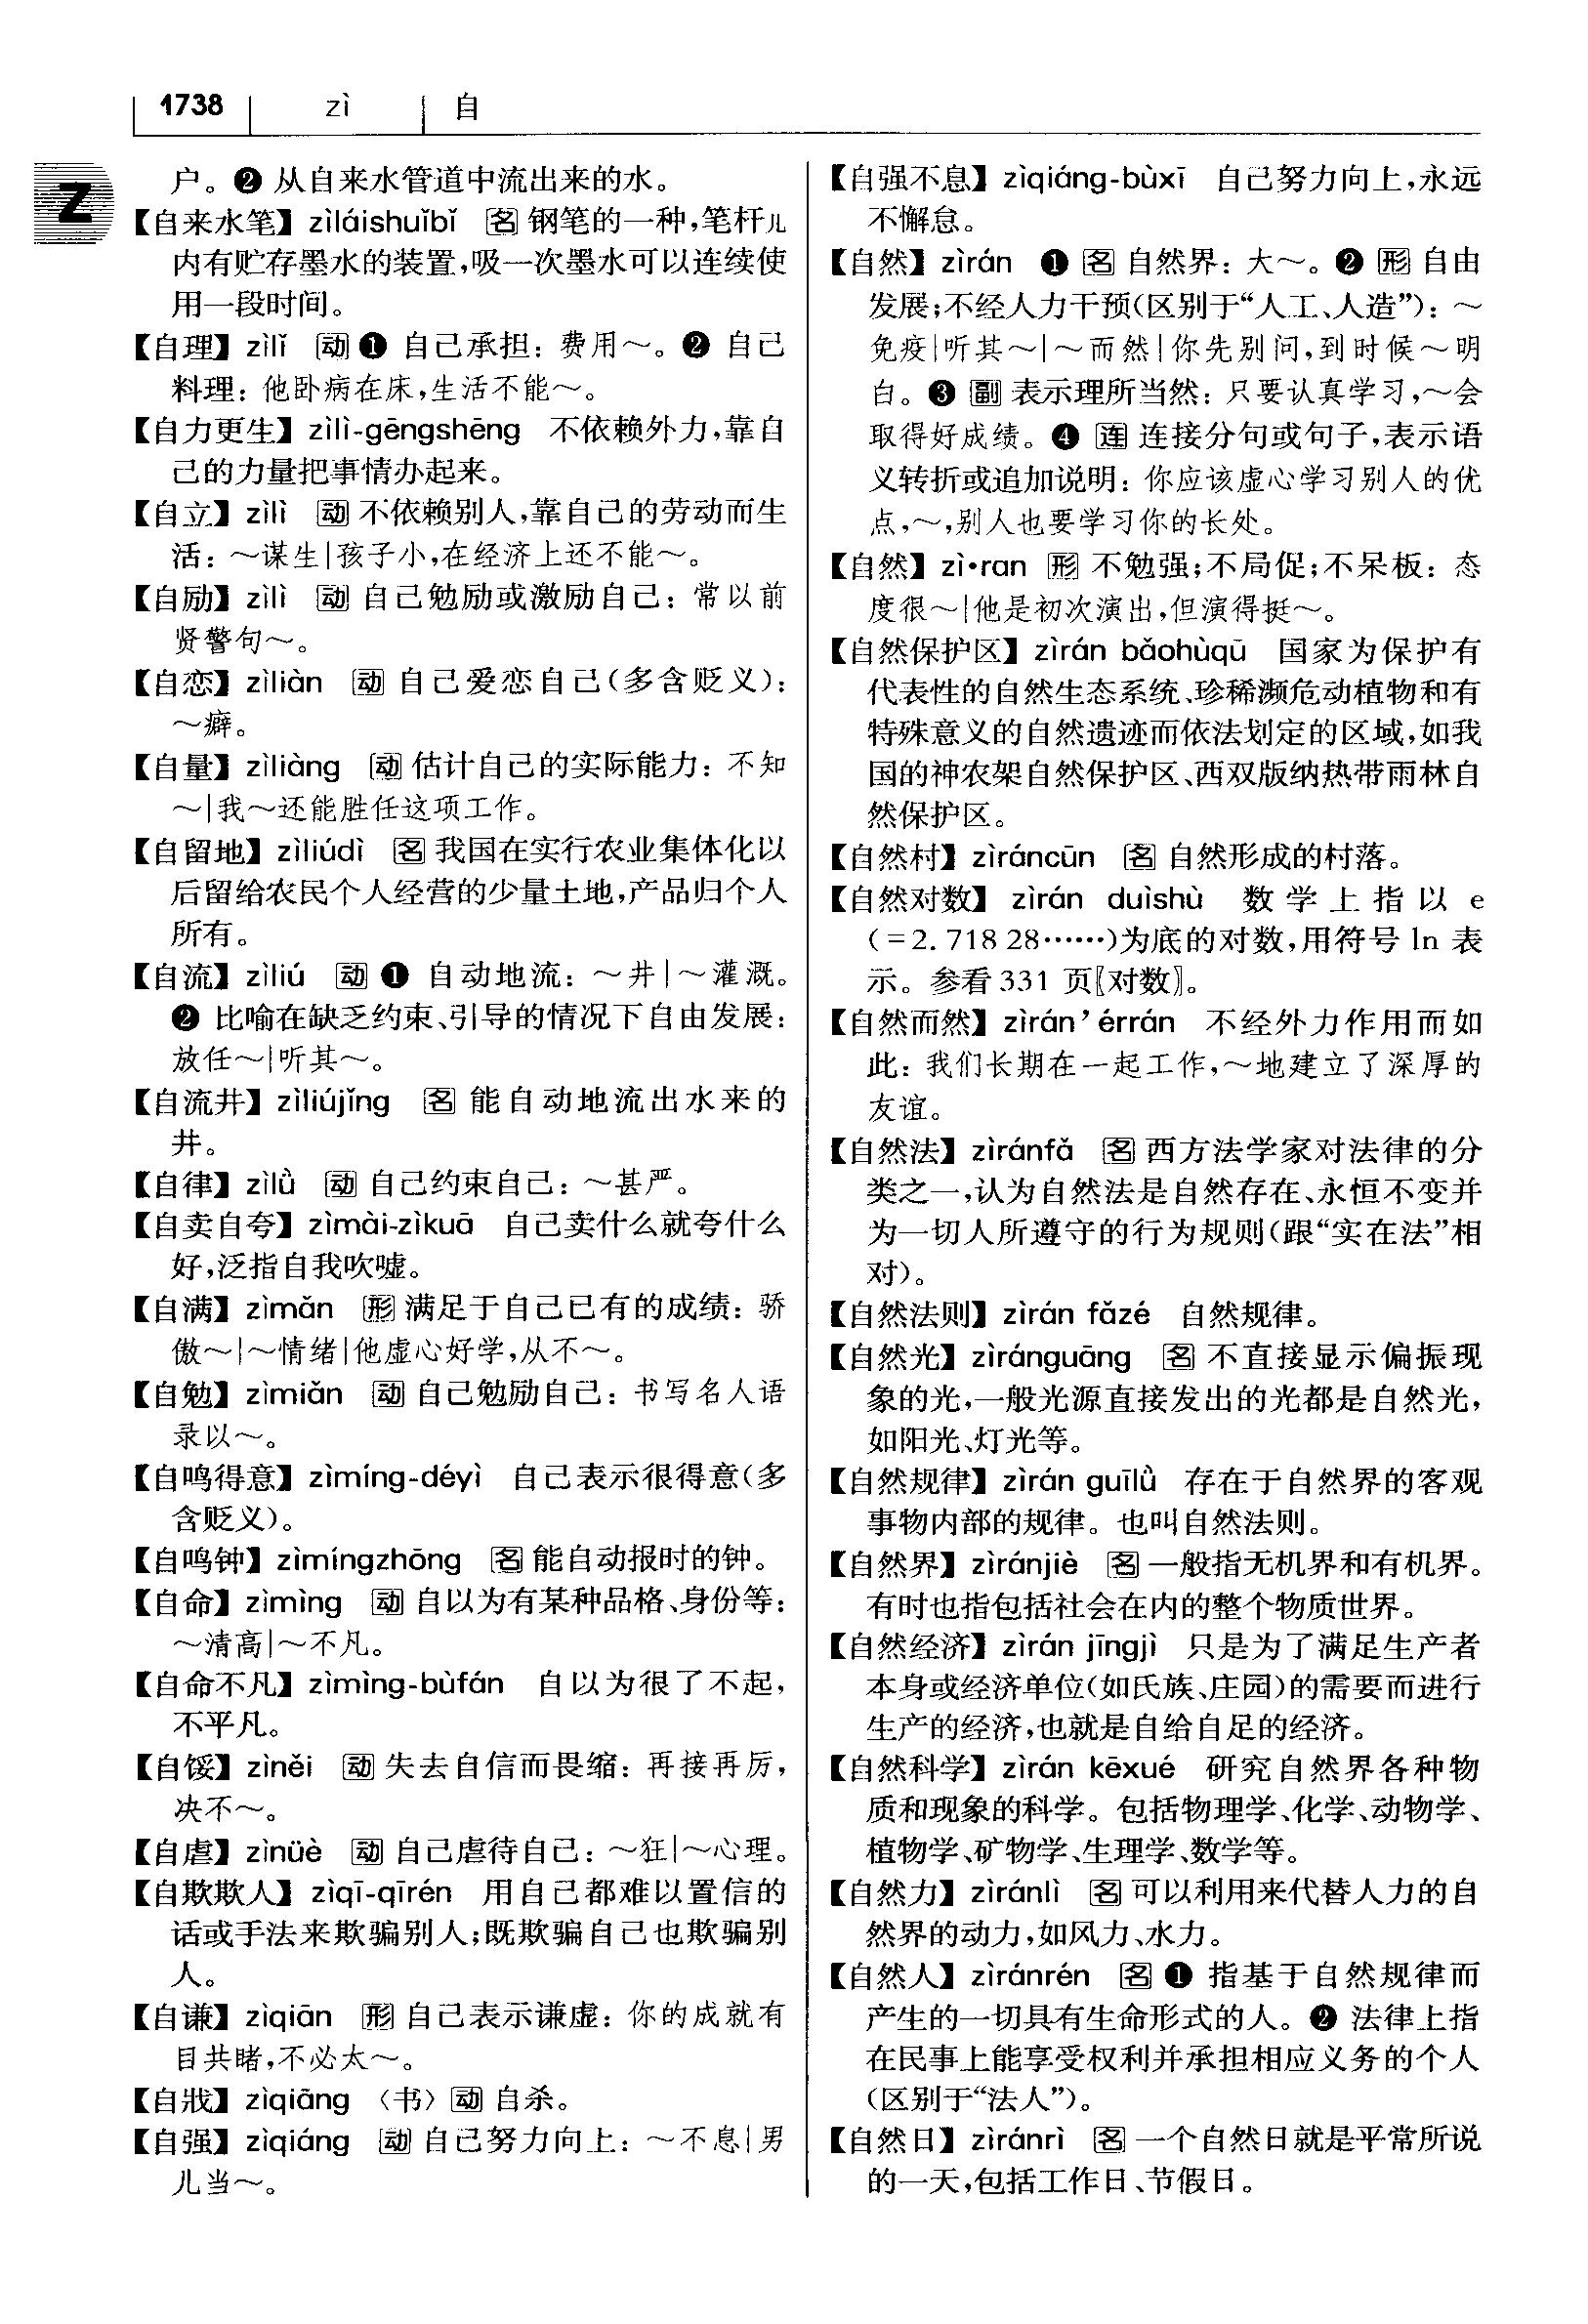 1738 zì 自
Z
户。❷ 从自来水管道中流出来的水。
【自来水笔】zìláishuǐbǐ 名 钢笔的一种,笔杆儿
内有贮存墨水的装置,吸一次墨水可以连续使
用一段时间。
【自理】zìlǐ 动 ❶ 自己承担：费用～。❷ 自己
料理：他卧病在床,生活不能～。
【自力更生】zìlì-gēngshēng 不依赖外力,靠自
己的力量把事情办起来。
【自立】zìlì 动 不依赖别人,靠自己的劳动而生
活：～谋生|孩子小,在经济上还不能～。
【自励】zìlì 动 自己勉励或激励自己：常以前
贤警句～。
【自恋】zìliàn 动 自己爱恋自己(多含贬义)：
～癖。
【自量】zìliàng 动 估计自己的实际能力：不知
～|我～还能胜任这项工作。
【自留地】zìliúdì 名 我国在实行农业集体化以
后留给农民个人经营的少量土地,产品归个人
所有。
【自流】zìliú 动 ❶ 自动地流：～井|～灌溉。
❷ 比喻在缺乏约束、引导的情况下自由发展：
放任～|听其～。
【自流井】zìliújǐng 名 能自动地流出水来的
井。
【自律】zìlǜ 动 自己约束自己：～甚严。
【自卖自夸】zìmài-zìkuā 自己卖什么就夸什么
好,泛指自我吹嘘。
【自满】zìmǎn 形 满足于自己已有的成绩：骄
傲～|～情绪|他虚心好学,从不～。
【自勉】zìmiǎn 动 自己勉励自己：书写名人语
录以～。
【自鸣得意】zìmíng-déyì 自己表示很得意(多
含贬义)。
【自鸣钟】zìmíngzhōng 名 能自动报时的钟。
【自命】zìmìng 动 自以为有某种品格、身份等：
～清高|～不凡。
【自命不凡】zìmìng-bùfán 自以为很了不起,
不平凡。
【自馁】zìněi 动 失去自信而畏缩：再接再厉,
决不～。
【自虐】zìnüè 动 自己虐待自己：～狂|～心理。
【自欺欺人】zìqī-qīrén 用自己都难以置信的
话或手法来欺骗别人;既欺骗自己也欺骗别
人。
【自谦】zìqiān 形 自己表示谦虚：你的成就有
目共睹,不必太～。
【自戕】zìqiāng 〈书〉动 自杀。
【自强】zìqiáng 动 自己努力向上：～不息|男
儿当～。
【自强不息】zìqiáng-bùxī 自己努力向上,永远
不懈怠。
【自然】zìrán ❶ 名 自然界：大～。❷ 形 自由
发展;不经人力干预(区别于“人工、人造”)：～
免疫|听其～|～而然|你先别问,到时候～明
白。❸ 副 表示理所当然：只要认真学习,～会
取得好成绩。❹ 连 连接分句或句子,表示语
义转折或追加说明：你应该虚心学习别人的优
点,～,别人也要学习你的长处。
【自然】zì•ran 形 不勉强;不局促;不呆板：态
度很～|他是初次演出,但演得挺～。
【自然保护区】zìrán bǎohùqū 国家为保护有
代表性的自然生态系统、珍稀濒危动植物和有
特殊意义的自然遗迹而依法划定的区域,如我
国的神农架自然保护区、西双版纳热带雨林自
然保护区。
【自然村】zìráncūn 名 自然形成的村落。
【自然对数】zìrán duìshù 数学上指以 e
(=2.718 28……)为底的对数,用符号 ln 表
示。参看 331 页〖对数〗。
【自然而然】zìrán’érrán 不经外力作用而如
此：我们长期在一起工作,～地建立了深厚的
友谊。
【自然法】zìránfǎ 名 西方法学家对法律的分
类之一,认为自然法是自然存在、永恒不变并
为一切人所遵守的行为规则(跟“实在法”相
对)。
【自然法则】zìrán fǎzé 自然规律。
【自然光】zìránguāng 名 不直接显示偏振现
象的光,一般光源直接发出的光都是自然光,
如阳光、灯光等。
【自然规律】zìrán guīlǜ 存在于自然界的客观
事物内部的规律。也叫自然法则。
【自然界】zìránjiè 名 一般指无机界和有机界。
有时也指包括社会在内的整个物质世界。
【自然经济】zìrán jīngjì 只是为了满足生产者
本身或经济单位(如氏族、庄园)的需要而进行
生产的经济,也就是自给自足的经济。
【自然科学】zìrán kēxué 研究自然界各种物
质和现象的科学。包括物理学、化学、动物学、
植物学、矿物学、生理学、数学等。
【自然力】zìránlì 名 可以利用来代替人力的自
然界的动力,如风力、水力。
【自然人】zìránrén 名 ❶ 指基于自然规律而
产生的一切具有生命形式的人。❷ 法律上指
在民事上能享受权利并承担相应义务的个人
(区别于“法人”)。
【自然日】zìránrì 名 一个自然日就是平常所说
的一天,包括工作日、节假日。